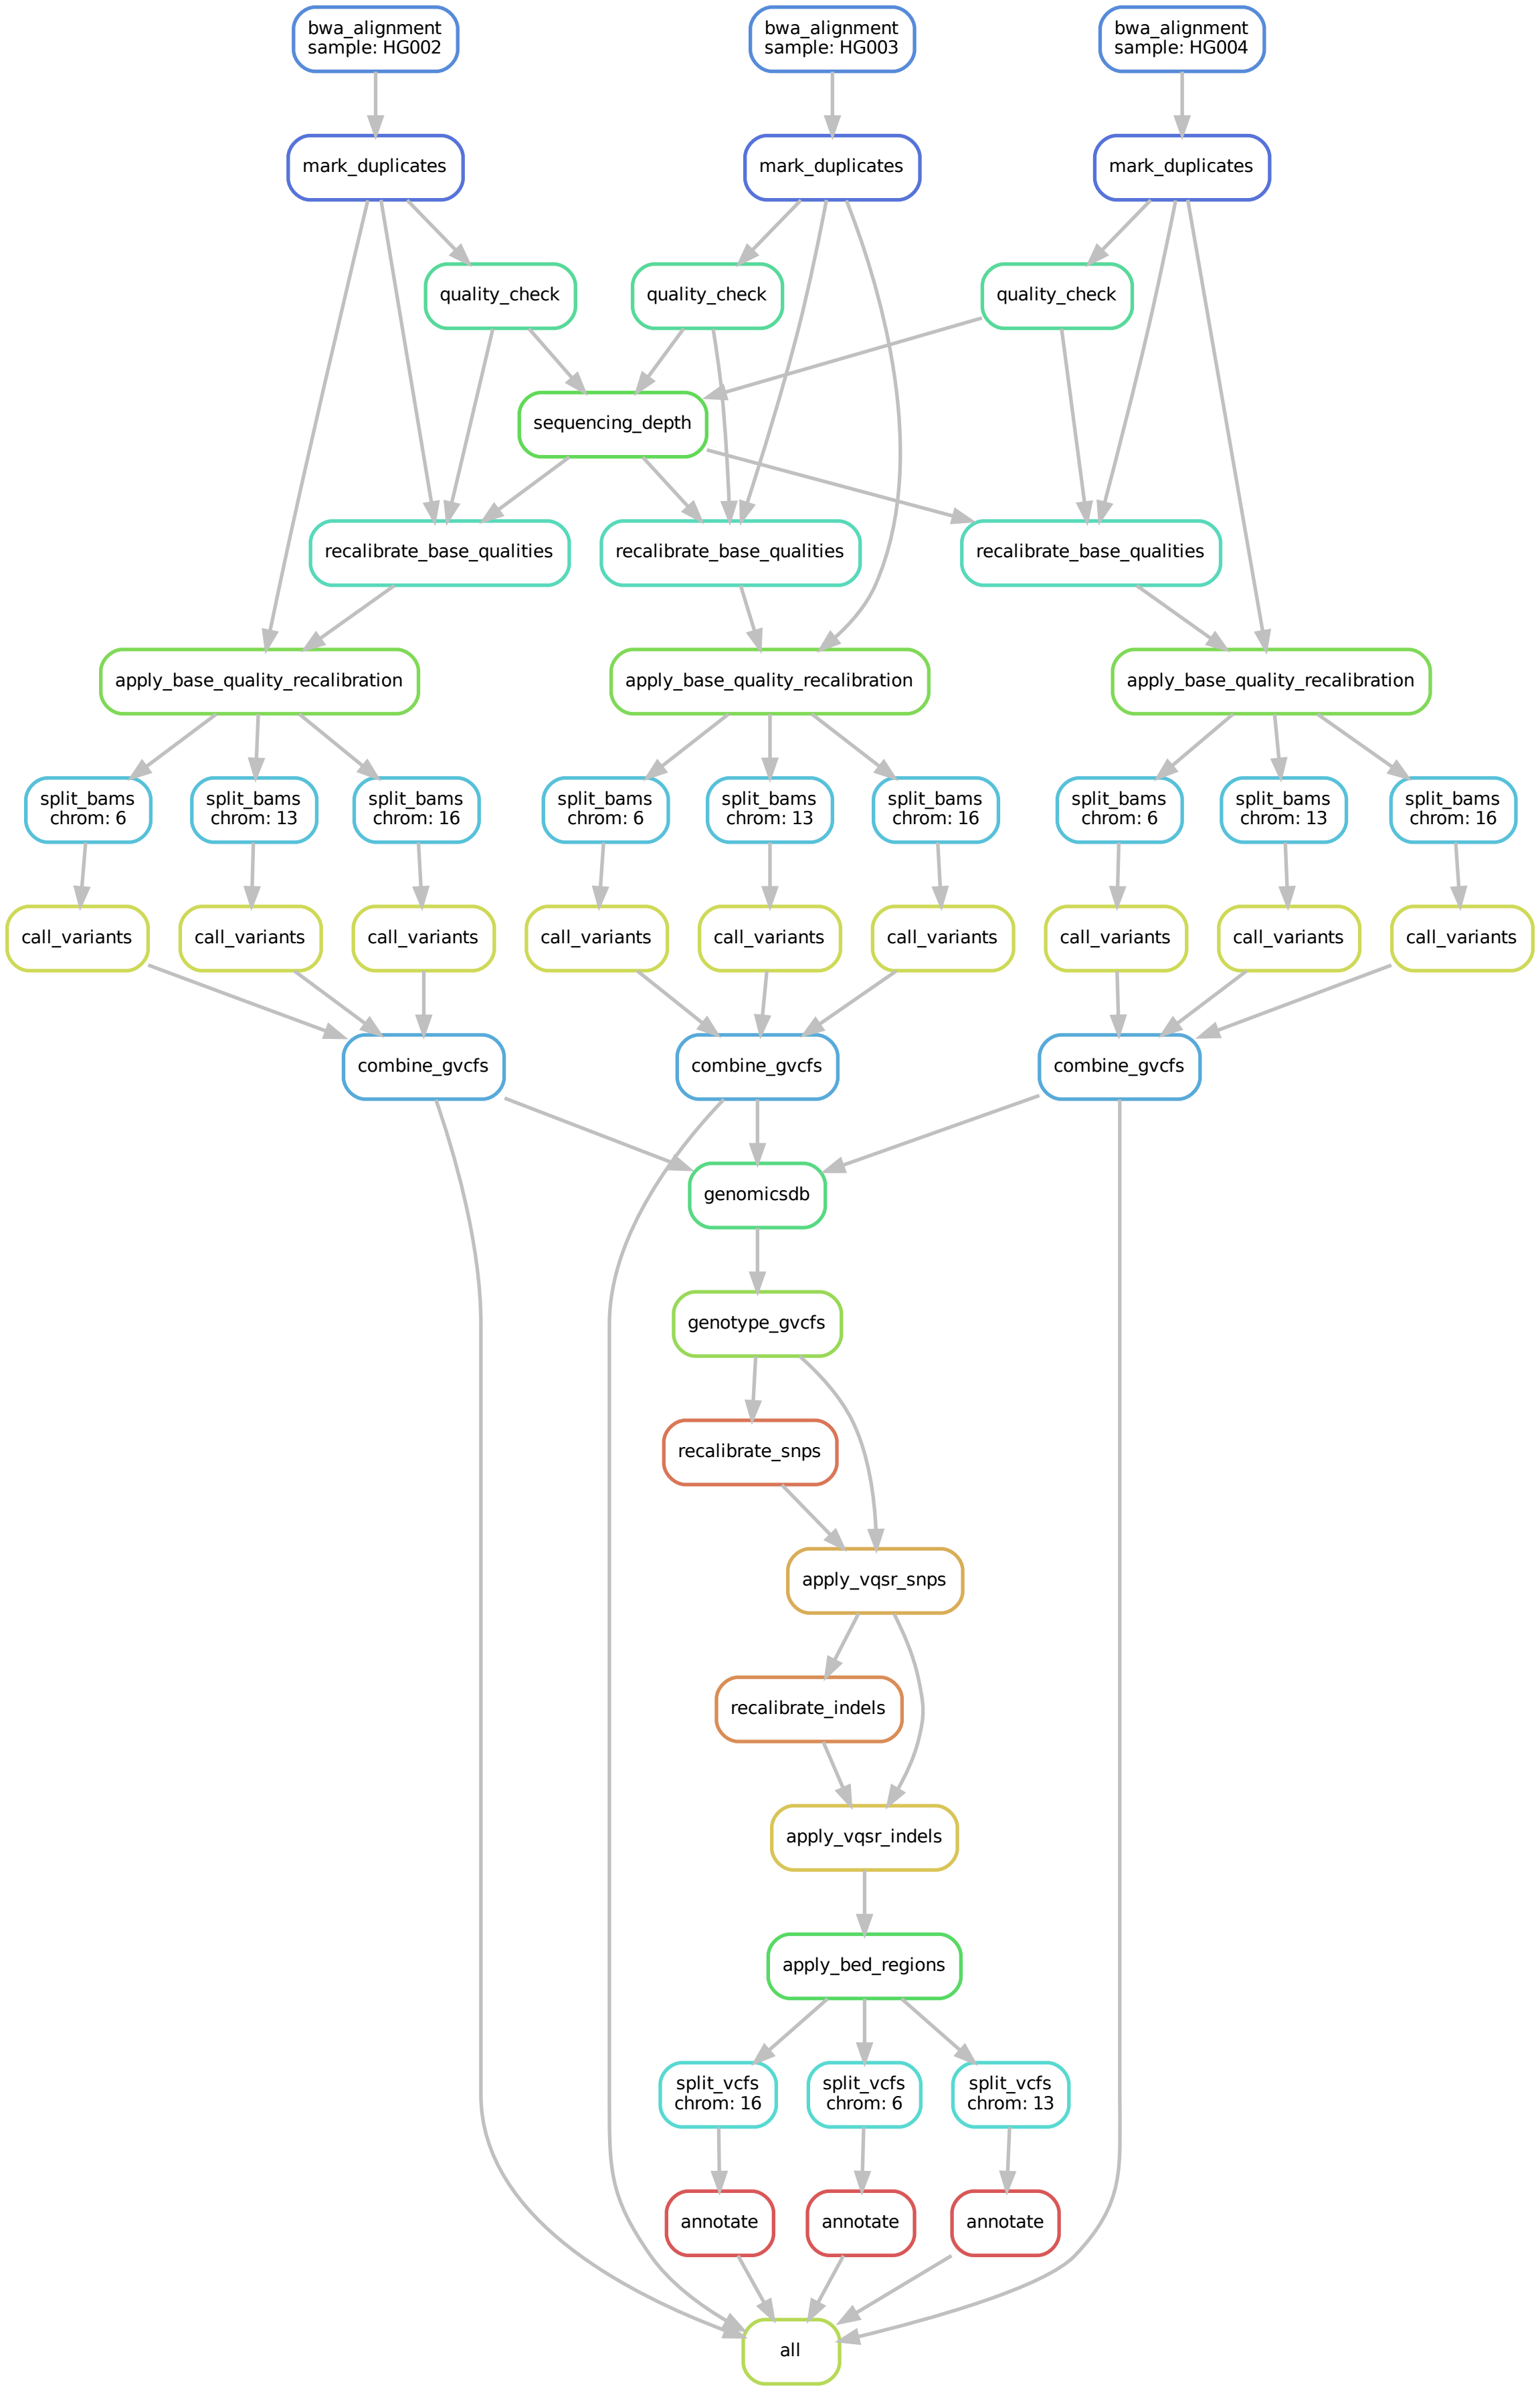 bwa_alignment
sample: HG002
bwa_alignment
sample: HG003
bwa_alignment
sample: HG004
mark_duplicates
mark_duplicates
mark_duplicates
quality_check
quality_check
quality_check
sequencing_depth
recalibrate_base_qualities
recalibrate_base_qualities
recalibrate_base_qualities
apply_base_quality_recalibration
apply_base_quality_recalibration
apply_base_quality_recalibration
split_bams
chrom: 6
split_bams
chrom: 13
split_bams
chrom: 16
split_bams
chrom: 6
split_bams
chrom: 13
split_bams
chrom: 16
split_bams
chrom: 6
split_bams
chrom: 13
split_bams
chrom: 16
call_variants
call_variants
call_variants
call_variants
call_variants
call_variants
call_variants
call_variants
call_variants
combine_gvcfs
combine_gvcfs
combine_gvcfs
genomicsdb
genotype_gvcfs
recalibrate_snps
apply_vqsr_snps
recalibrate_indels
apply_vqsr_indels
apply_bed_regions
split_vcfs
chrom: 16
split_vcfs
chrom: 6
split_vcfs
chrom: 13
annotate
annotate
annotate
all